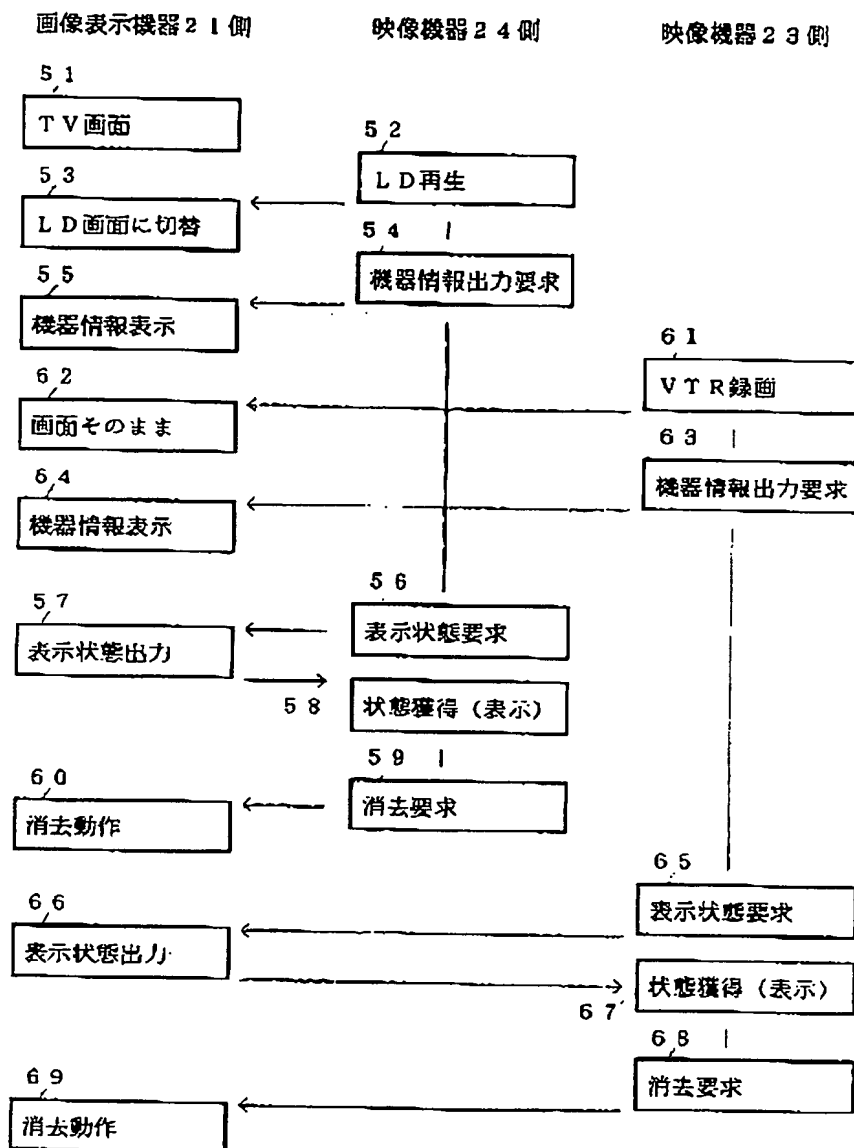 画像表示機器21側
映像機器24側
映像機器23側
51
TV画面
52
LD再生
53
LD画面に切替
54
機器情報出力要求
55
機器情報表示
61
VTR録画
62
画面そのまま
63
機器情報出力要求
64
機器情報表示
56
表示状態要求
57
表示状態出力
58
状態獲得（表示）
59
消去要求
60
消去動作
65
表示状態要求
66
表示状態出力
67
状態獲得（表示）
68
消去要求
69
消去動作